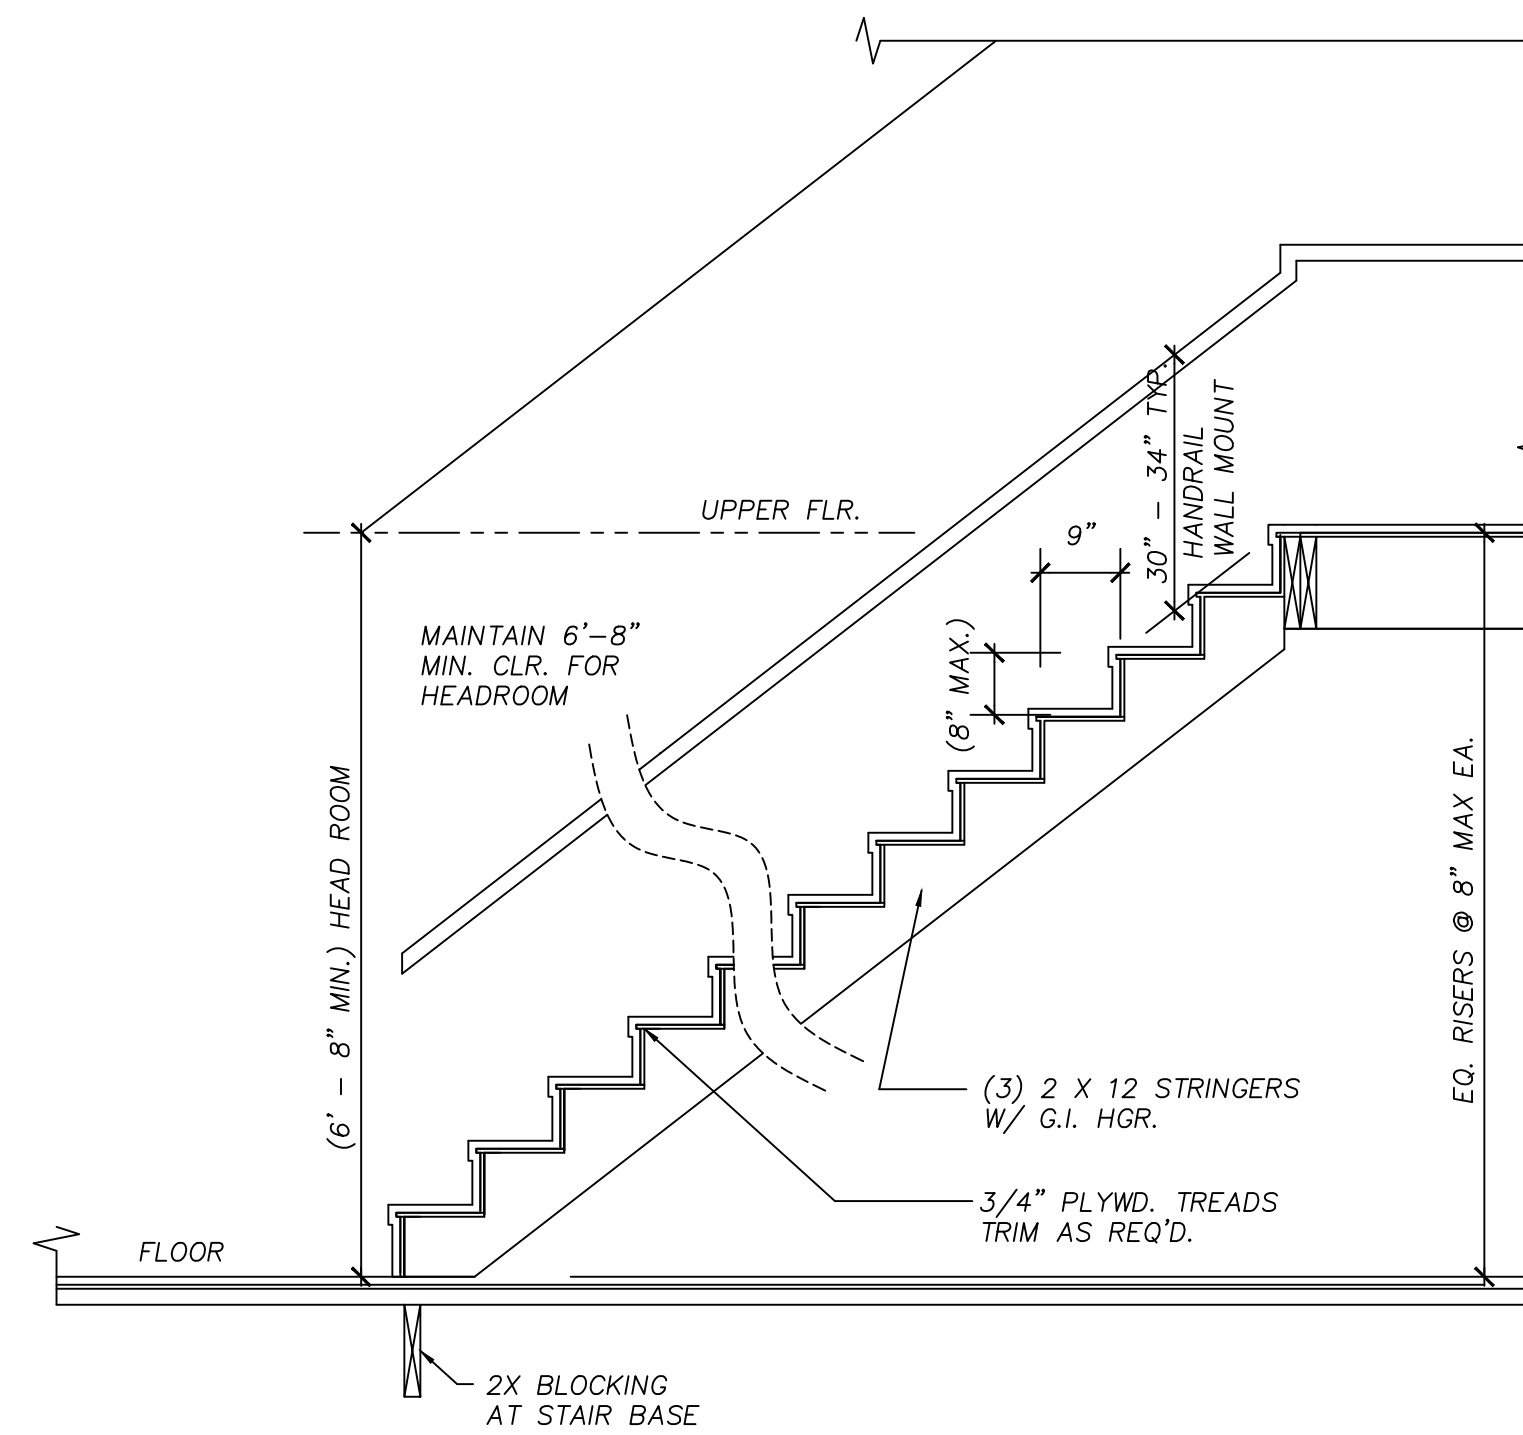 UPPER FLR.
9”
30” – 34” TYP.
HANDRAIL
WALL MOUNT
MAINTAIN 6’–8”
MIN. CLR. FOR
HEADROOM
(8” MAX.)
(6’ – 8” MIN.) HEAD ROOM
EQ. RISERS @ 8” MAX EA.
(3) 2 X 12 STRINGERS
W/ G.I. HGR.
3/4” PLYWD. TREADS
TRIM AS REQ’D.
FLOOR
2X BLOCKING
AT STAIR BASE